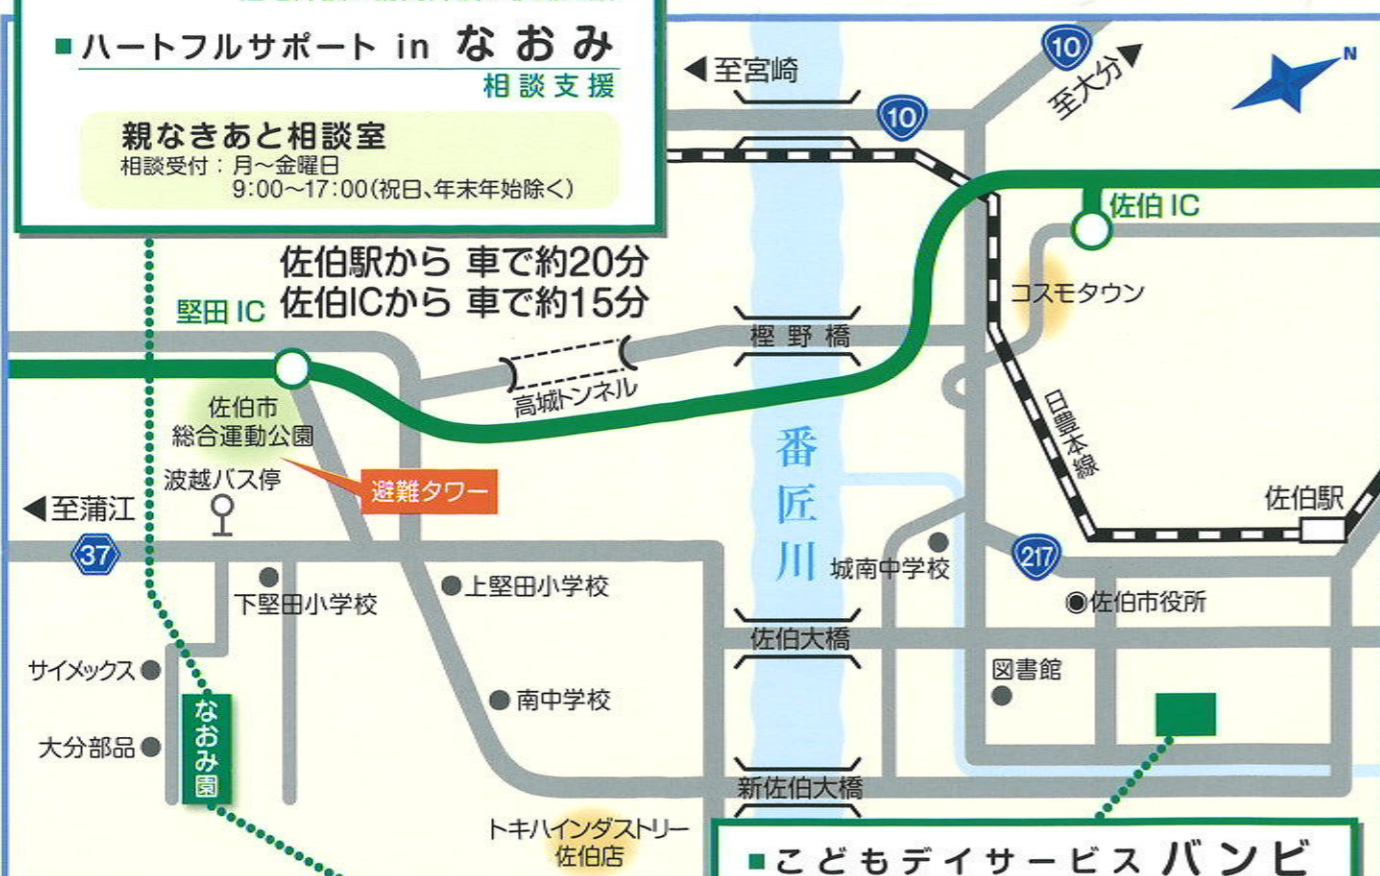 ■ ハートフルサポート in なおみ
相談支援
親なきあと相談室
相談受付：月〜金曜日
9:00〜17:00(祝日、年末年始除く)
◀至宮崎
10
10
至大分▶
N
佐伯 IC
コスモタウン
佐伯駅から 車で約20分
佐伯ICから 車で約15分
堅田 IC
樫野橋
高城トンネル
佐伯市
総合運動公園
避難タワー
波越バス停
◀至蒲江
37
番匠川
日豊本線
佐伯駅
城南中学校
217
◉佐伯市役所
下堅田小学校
上堅田小学校
佐伯大橋
図書館
サイメックス
南中学校
なおみ園
大分部品
新佐伯大橋
トキハインダストリー
佐伯店
■ こどもデイサービス バンビ